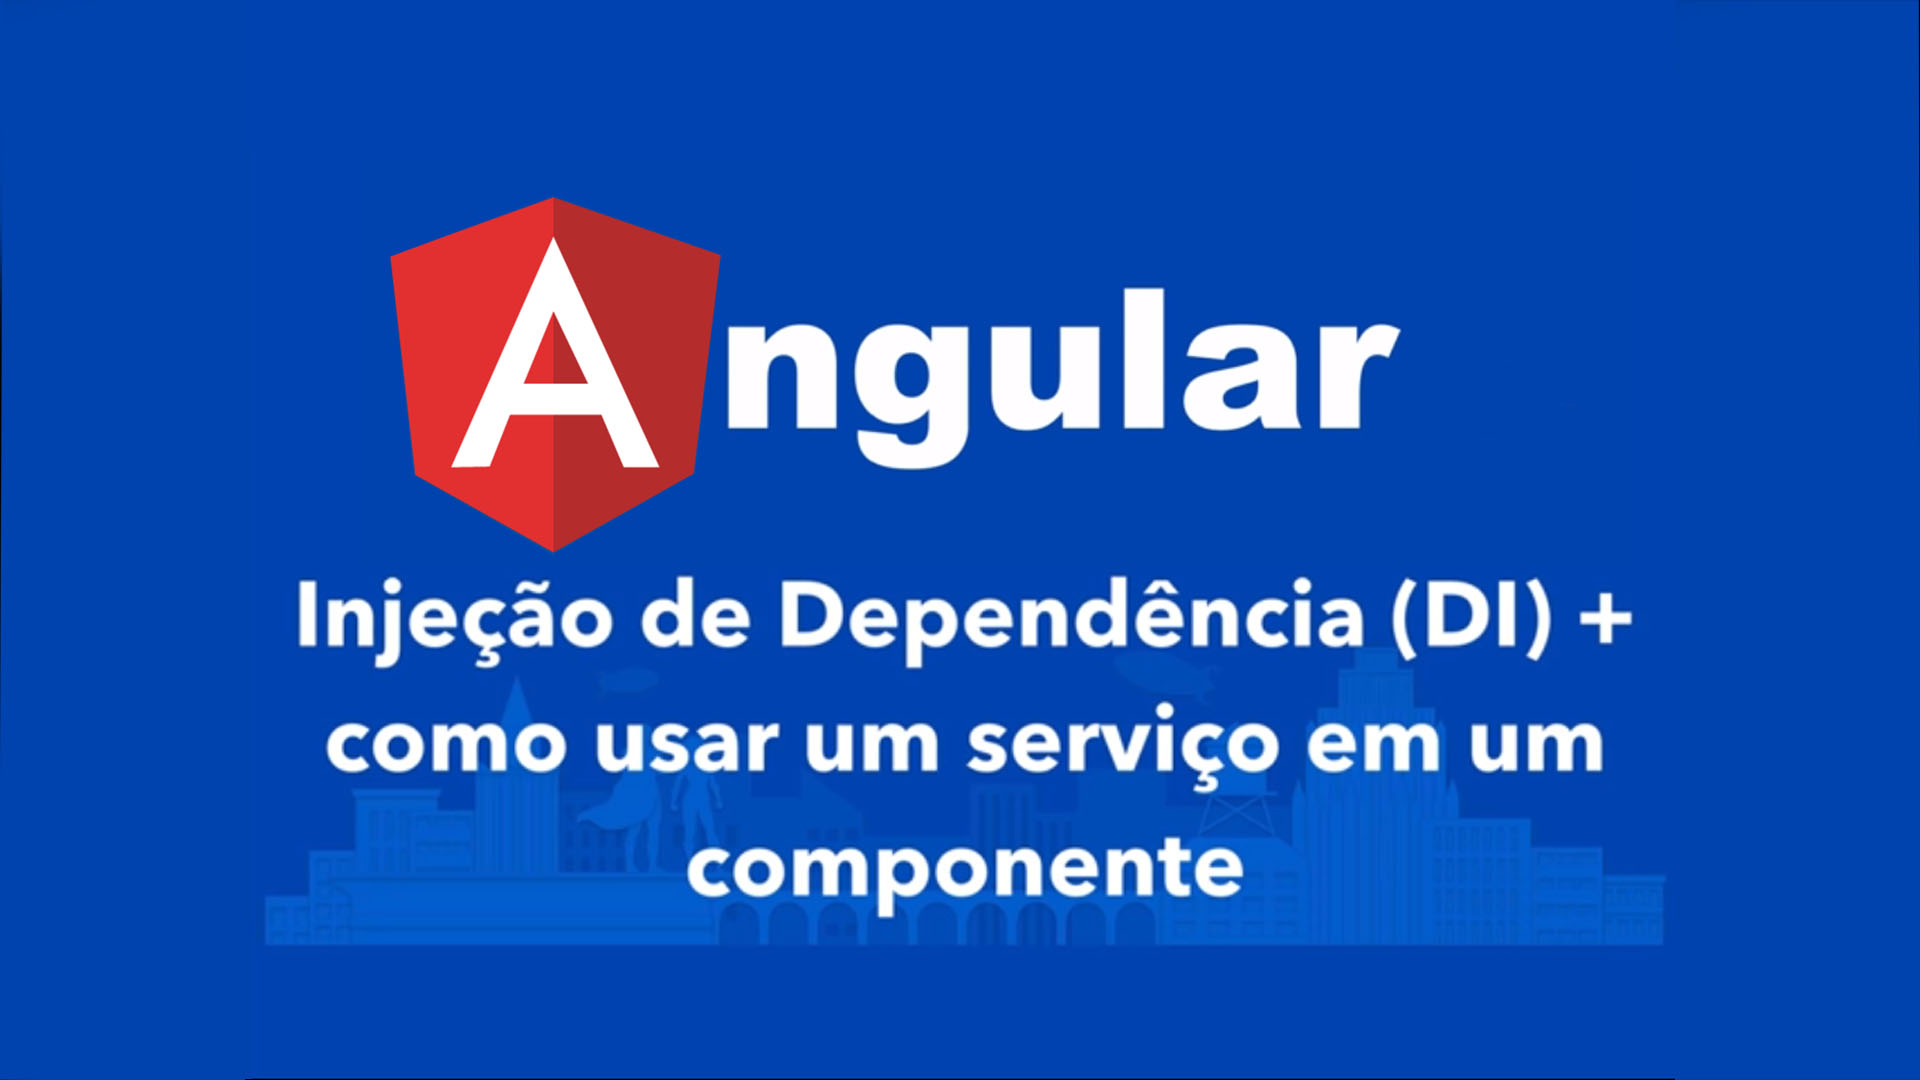 Angular
Injeção de Dependência (DI) +
como usar um serviço em um
componente